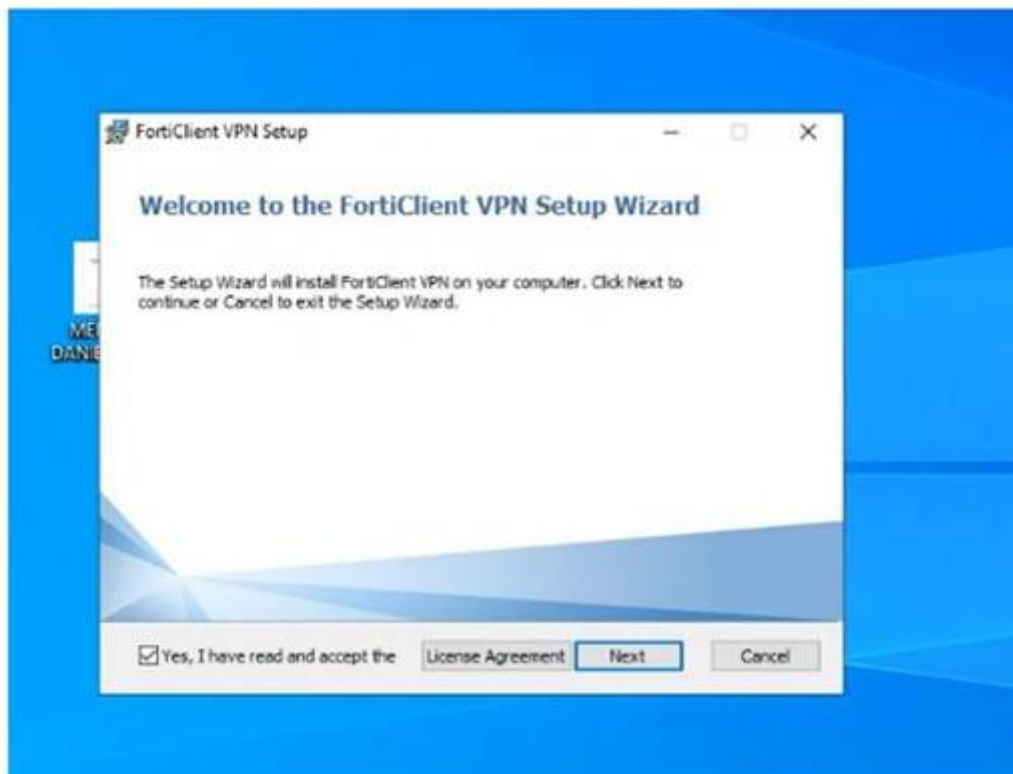 FortiClient VPN Setup
Welcome to the FortiClient VPN Setup Wizard
The Setup Wizard will install FortiClient VPN on your computer. Click Next to
continue or Cancel to exit the Setup Wizard.
Yes, I have read and accept the License Agreement Next Cancel